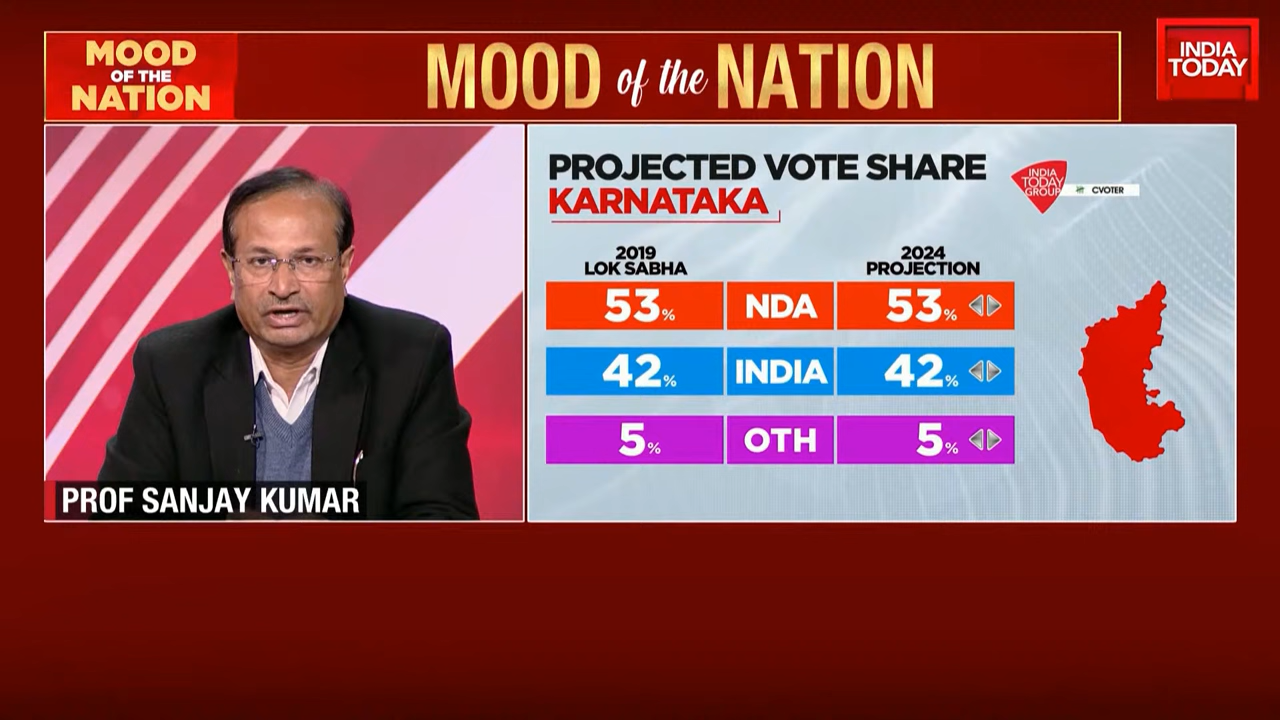 MOOD
OF THE
NATION
MOOD of the NATION
INDIA
TODAY
PROJECTED VOTE SHARE
KARNATAKA
INDIA
TODAY
GROUP
CVOTER
2019
LOK SABHA
2024
PROJECTION
53% NDA 53%
42% INDIA 42%
5% OTH 5%
PROF SANJAY KUMAR